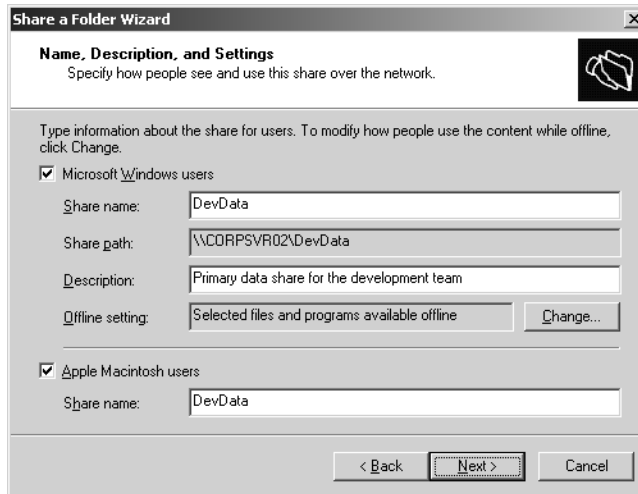 Share a Folder Wizard
Name, Description, and Settings
Specify how people see and use this share over the network.
Type information about the share for users. To modify how people use the content while offline,
click Change.
Microsoft Windows users
Share name: DevData
Share path: \\CORPSVR02\DevData
Description: Primary data share for the development team
Offline setting: Selected files and programs available offline Change...
Apple Macintosh users
Share name: DevData
< Back Next > Cancel